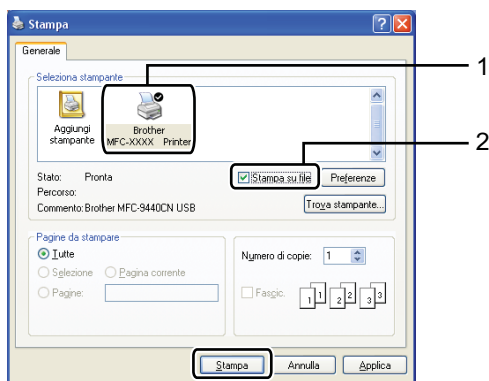 Stampa
Generale
1
Seleziona stampante
Aggiungi
stampante
Brother
MFC-XXXX Printer
2
Stato: Pronta
Stampa su file
Preferenze
Percorso:
Commento: Brother MFC-9440CN USB
Trova stampante...
Pagine da stampare
Tutte
Selezione
Pagina corrente
Pagine:
Numero di copie: 1
Fascic.
1 1 2 2 3 3
Stampa
Annulla
Applica